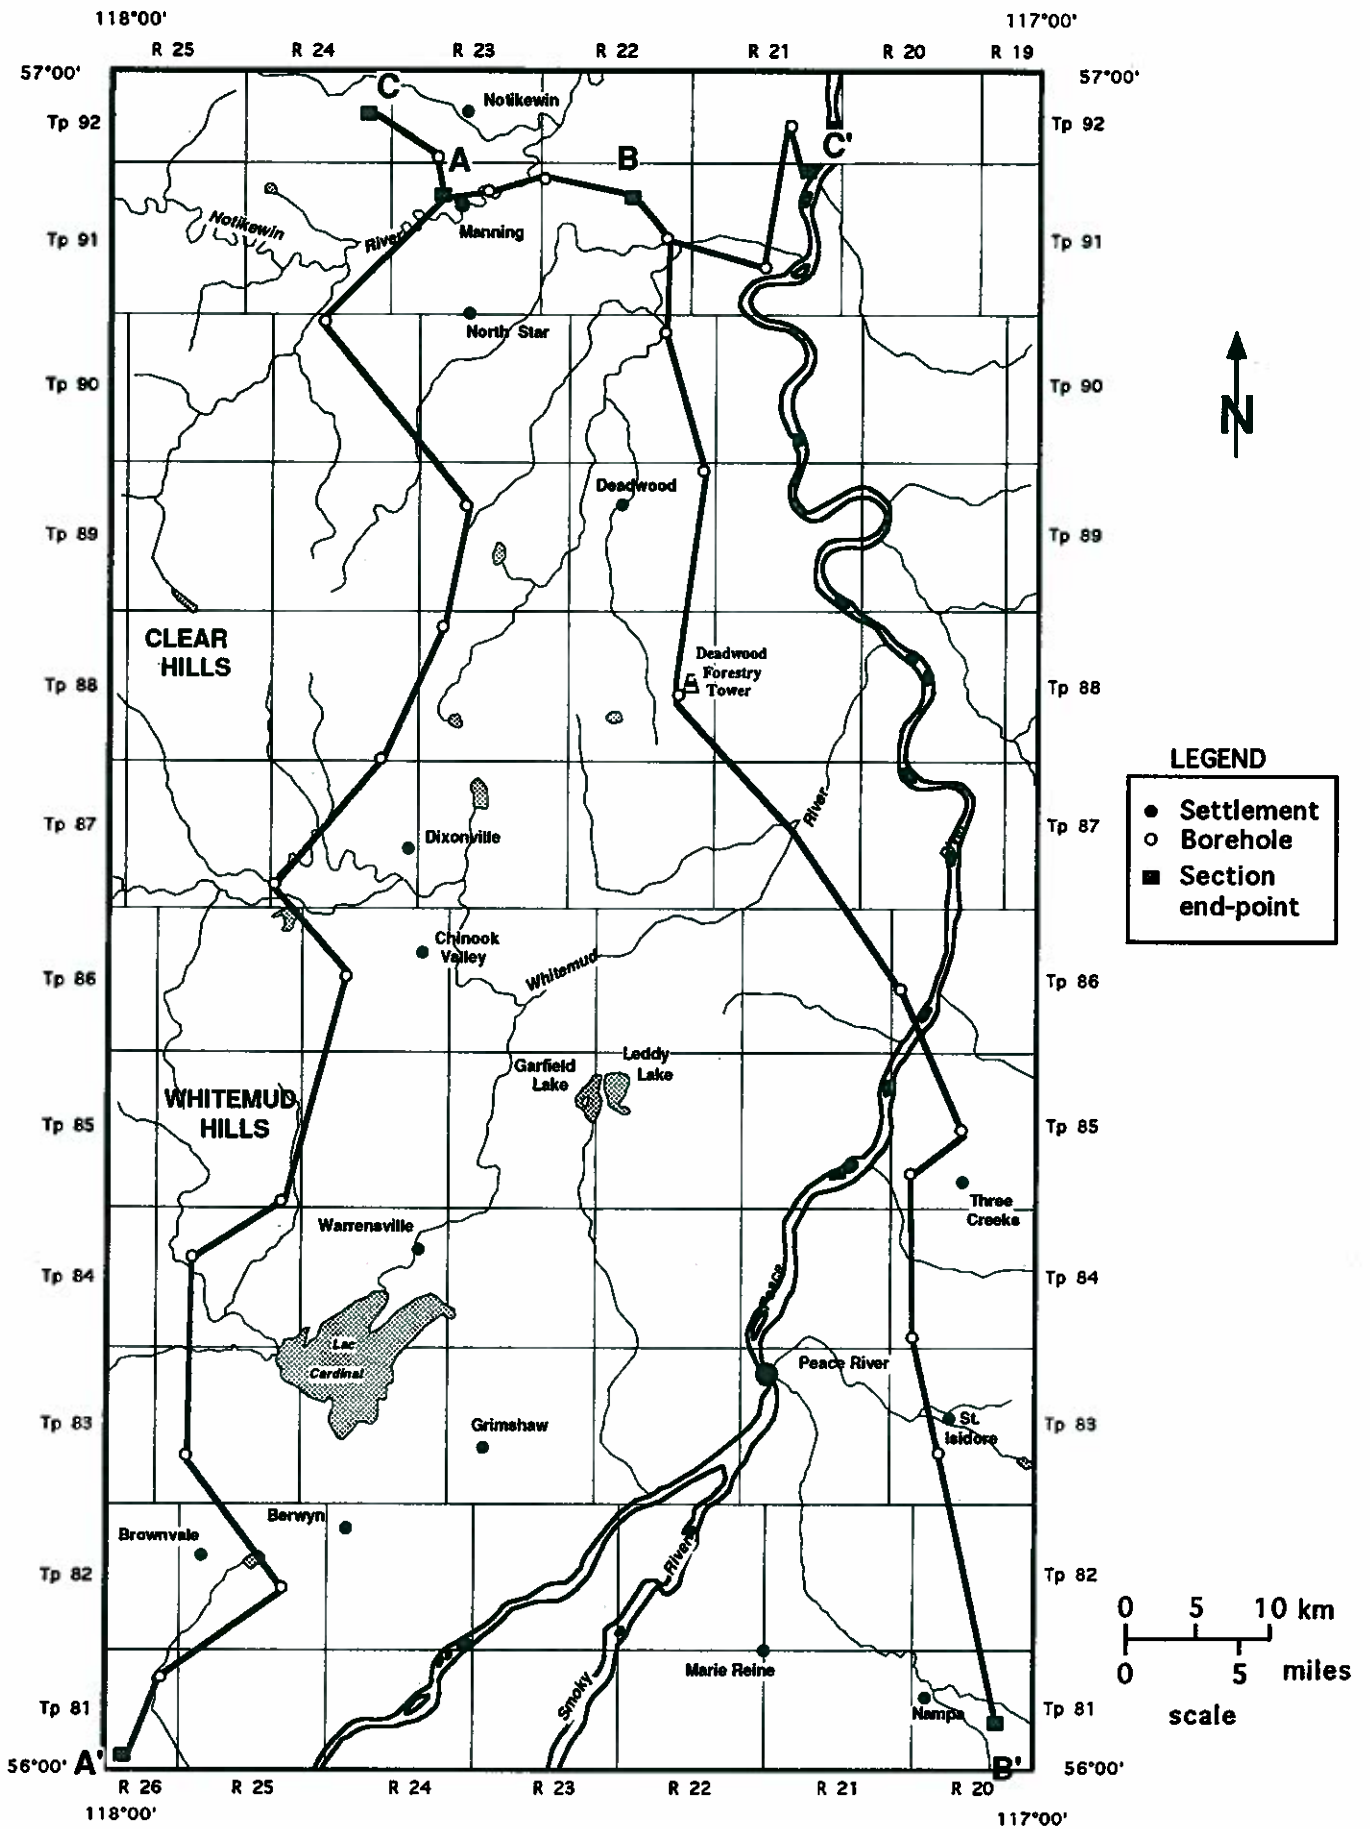 118°00' 117°00'
R 25 R 24 R 23 R 22 R 21 R 20 R 19
57°00' 57°00'
C
Notikewin
Tp 92 Tp 92
C'
A B
Notikewin
River
Manning
Tp 91 Tp 91
North Star
Tp 90 Tp 90
N
Deadwood
Tp 89 Tp 89
CLEAR
HILLS
Deadwood
Forestry
Tower
Tp 88 Tp 88
LEGEND
Settlement
Borehole
Section
end-point
River
Tp 87 Tp 87
Dixonville
Chinook
Valley
Whitemud
Tp 86 Tp 86
Leddy
Lake
Garfield
Lake
WHITEMUD
HILLS
Tp 85 Tp 85
Three
Creeks
Warrensville
Tp 84 Tp 84
Peace
Lac
Cardinal
Peace River
Tp 83 Tp 83
Grimshaw
St.
Isidore
Berwyn
Brownvale
River
Tp 82 Tp 82
0 5 10 km
0 5 miles
scale
Marie Reine
Smoky
Tp 81 Tp 81
Nampa
56°00' A' B' 56°00'
R 26 R 25 R 24 R 23 R 22 R 21 R 20
118°00' 117°00'